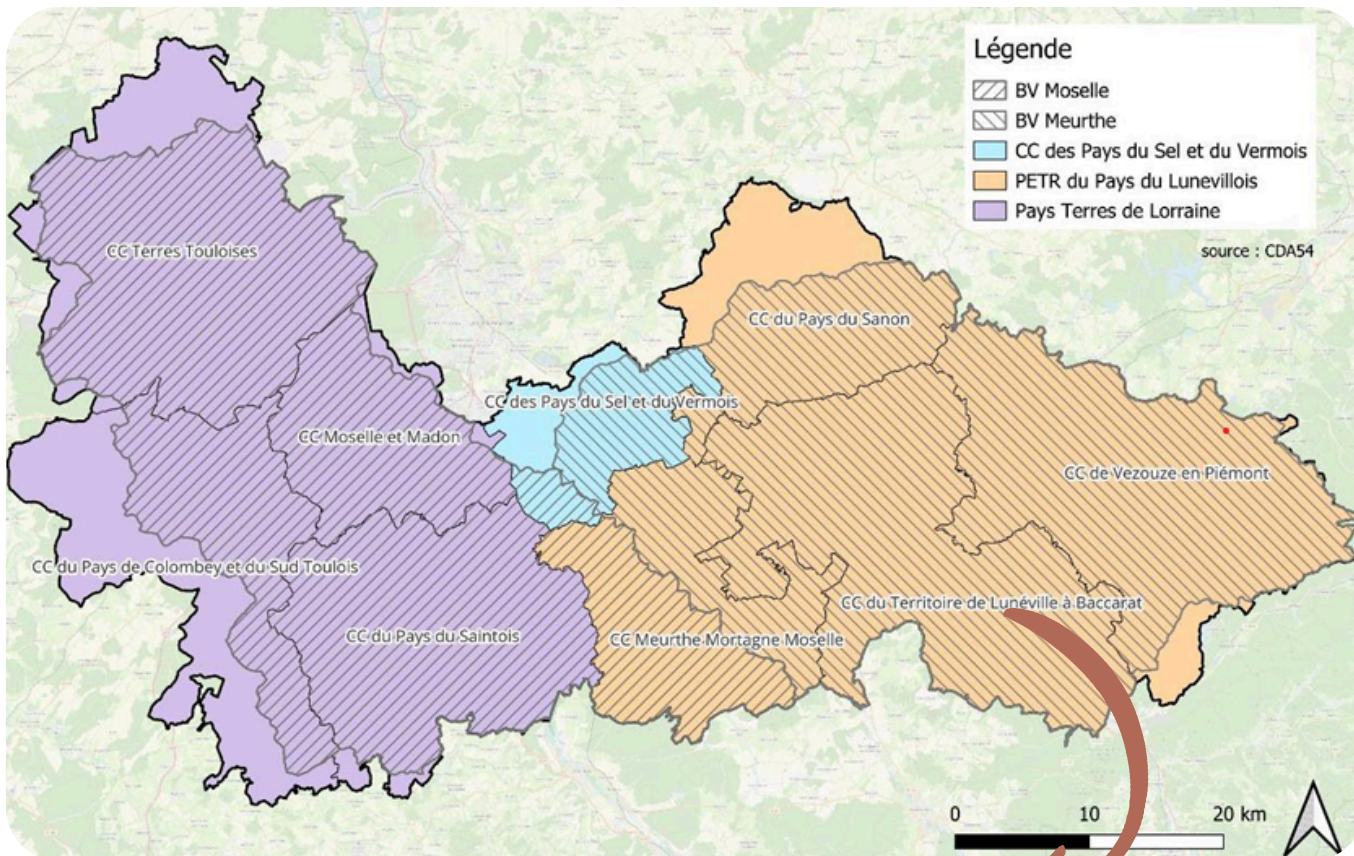 Légende
BV Moselle
BV Meurthe
CC des Pays du Sel et du Vermois
PETR du Pays du Lunevillois
Pays Terres de Lorraine
source : CDA54
CC Terres Touloises
CC du Pays du Sanon
CC des Pays du Sel et du Vermois
CC Moselle et Madon
CC de Vezouze en Piémont
CC du Pays de Colombey et du Sud Toulois
CC du Territoire de Lunéville à Baccarat
CC du Pays du Saintois
CC Meurthe Mortagne Moselle
0 10 20 km